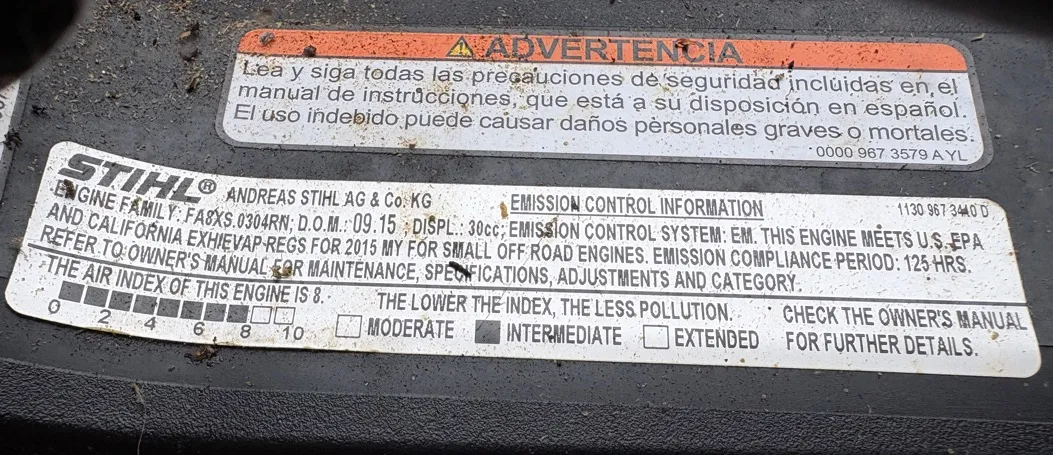 ADVERTENCIA
Lea y siga todas las precauciones de seguridad incluidas en el
manual de instrucciones, que está a su disposición en español.
El uso indebido puede causar daños personales graves o mortales.
0000 967 3579 A YL
STIHL® ANDREAS STIHL AG & Co. KG EMISSION CONTROL INFORMATION 1130 967 3410 D
ENGINE FAMILY: FA8XS.0304RN; D.O.M.: 09.15 DISPL.: 30cc; EMISSION CONTROL SYSTEM: EM. THIS ENGINE MEETS U.S. EPA
AND CALIFORNIA EXH/EVAP REGS FOR 2015 MY FOR SMALL OFF ROAD ENGINES. EMISSION COMPLIANCE PERIOD: 125 HRS.
REFER TO OWNER'S MANUAL FOR MAINTENANCE, SPECIFICATIONS, ADJUSTMENTS AND CATEGORY.
THE AIR INDEX OF THIS ENGINE IS 8. THE LOWER THE INDEX, THE LESS POLLUTION. CHECK THE OWNER'S MANUAL
0 2 4 6 8 10 MODERATE INTERMEDIATE EXTENDED FOR FURTHER DETAILS.